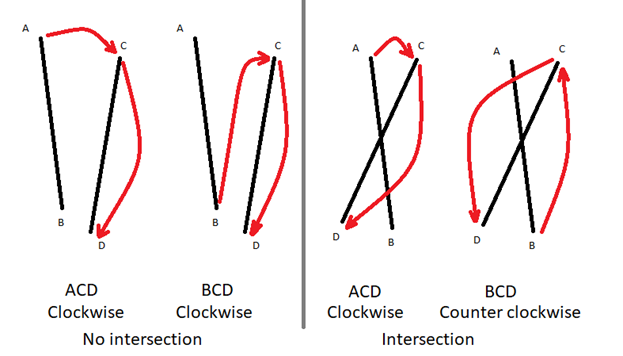 A
C
B
D
A
C
B
D
A
C
D
B
A
C
D
B
ACD
Clockwise
BCD
Clockwise
No intersection
ACD
Clockwise
BCD
Counter clockwise
Intersection